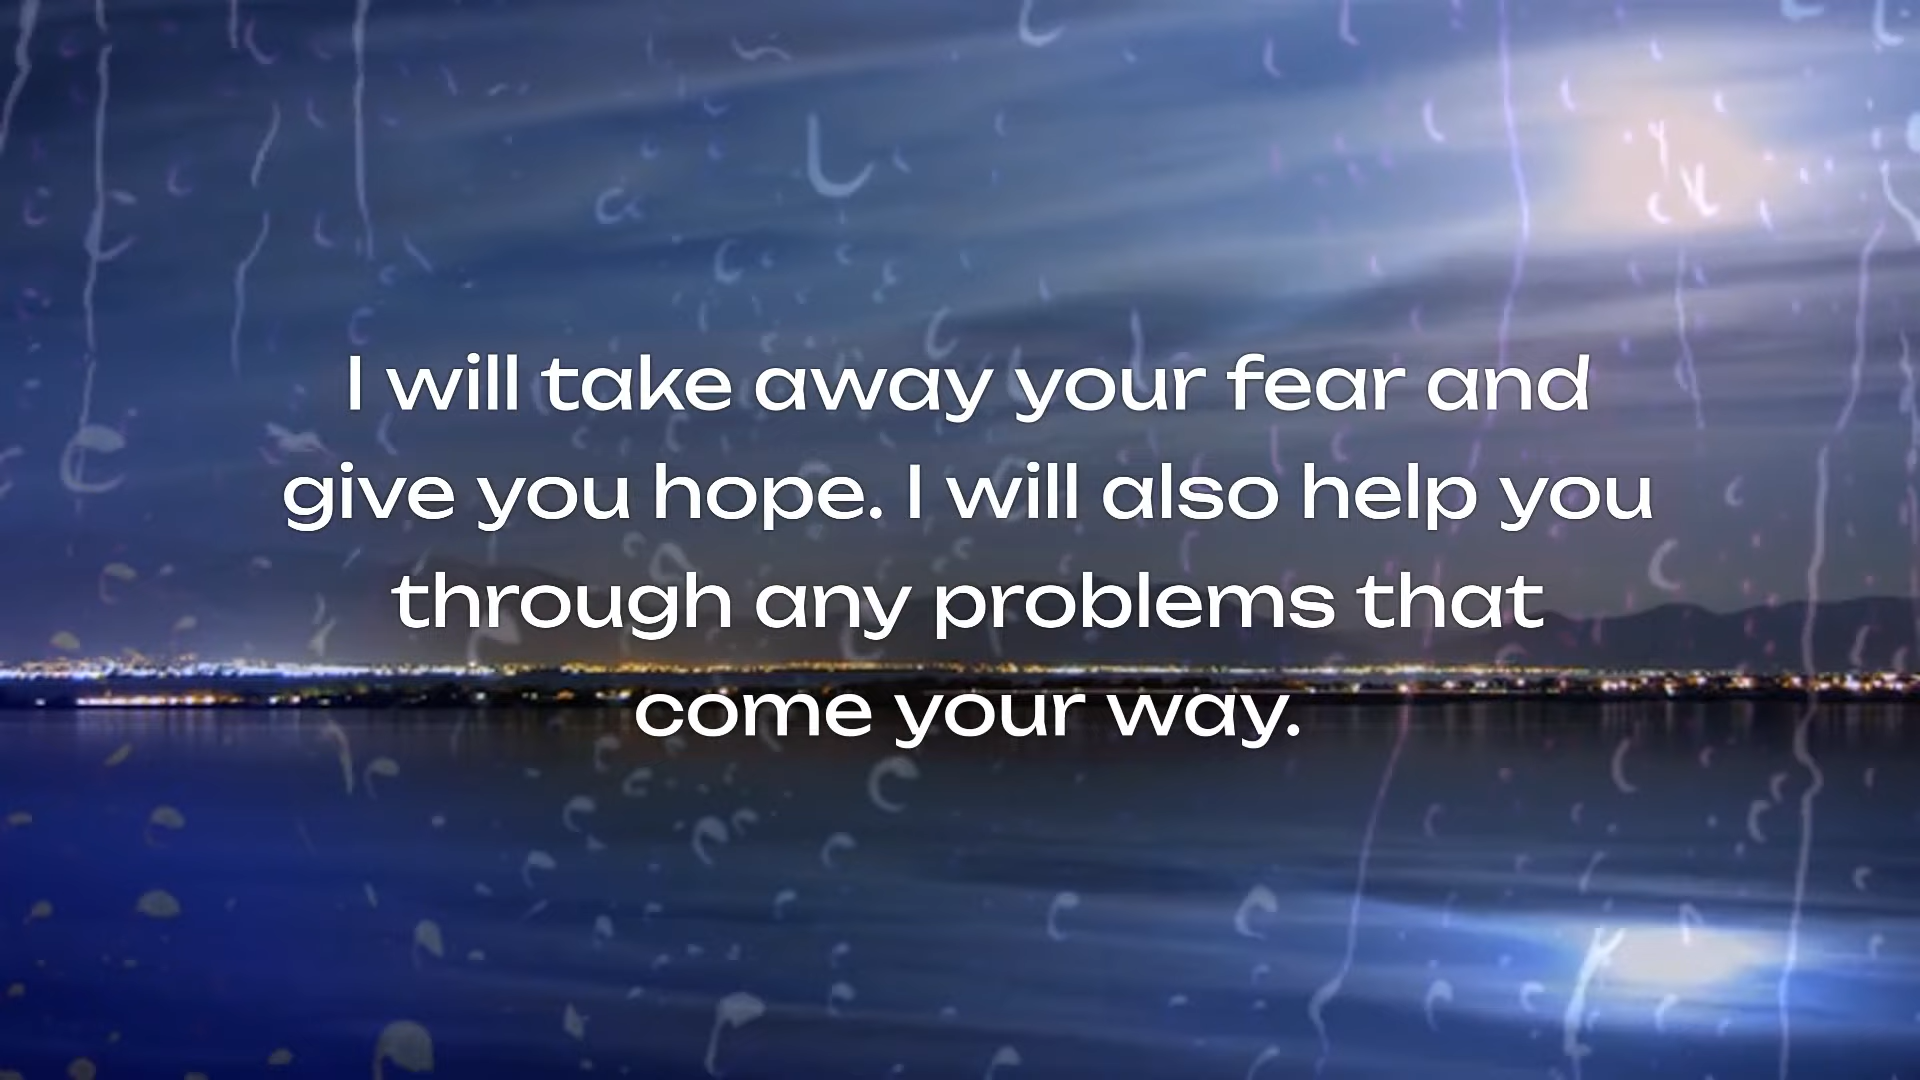 I will take away your fear and
give you hope. I will also help you
through any problems that
come your way.